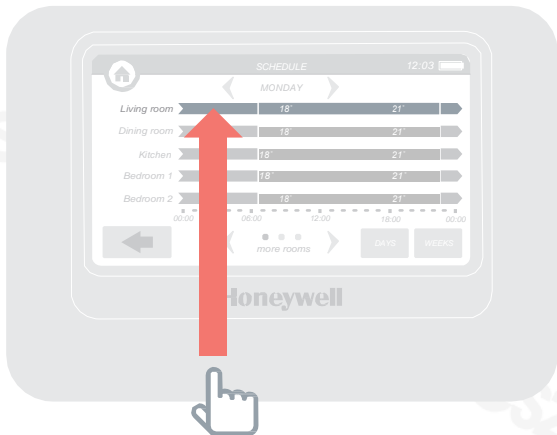 SCHEDULE 12:03
MONDAY
Living room 18° 21°
Dining room 18° 21°
Kitchen 18° 21°
Bedroom 1 18° 21°
Bedroom 2 18° 21°
00:00 06:00 12:00 18:00 00:00
more rooms DAYS WEEKS
Honeywell